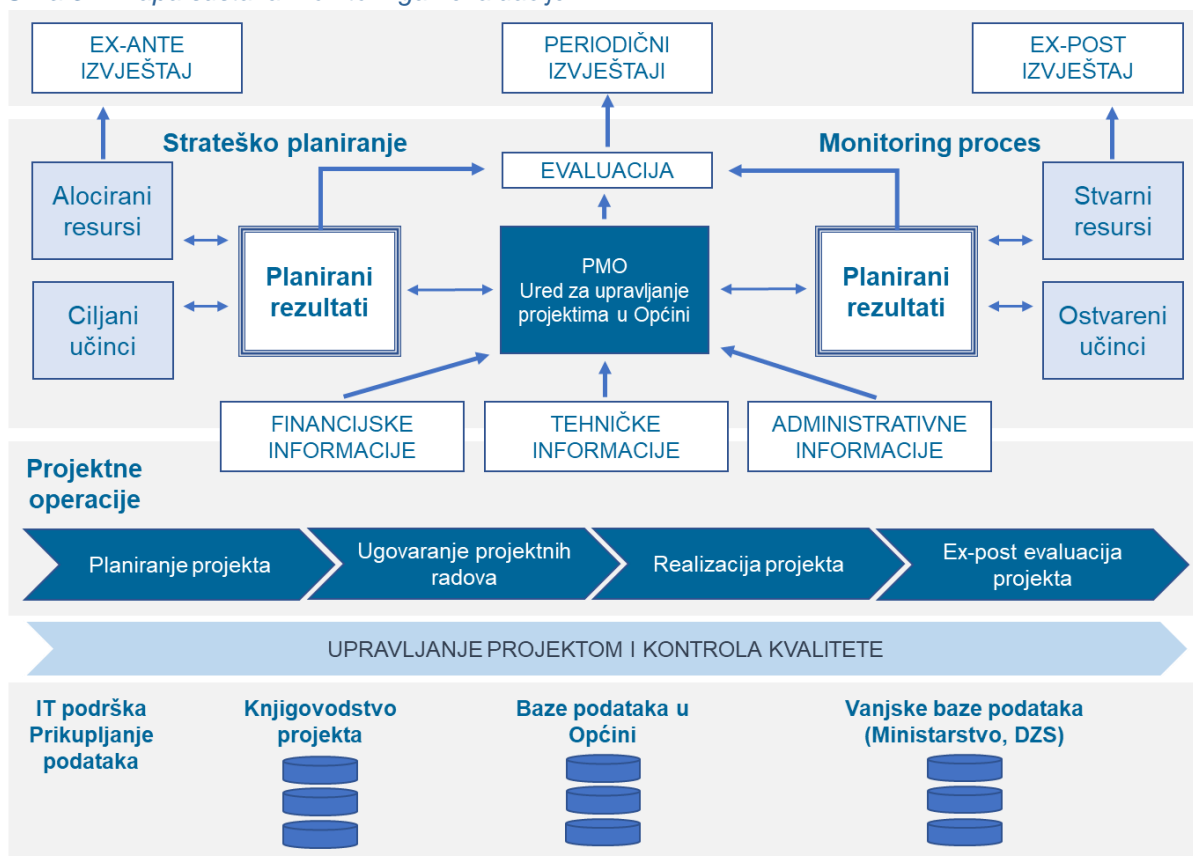 EX-ANTE
IZVJEŠTAJ
PERIODIČNI
IZVJEŠTAJI
EX-POST
IZVJEŠTAJ
Strateško planiranje
Monitoring proces
EVALUACIJA
Alocirani
resursi
Ciljani
učinci
Planirani
rezultati
PMO
Ured za upravljanje
projektima u Općini
Planirani
rezultati
Stvarni
resursi
Ostvareni
učinci
FINANCIJSKE
INFORMACIJE
TEHNIČKE
INFORMACIJE
ADMINISTRATIVNE
INFORMACIJE
Projektne
operacije
Planiranje projekta
Ugovaranje projektnih
radova
Realizacija projekta
Ex-post evaluacija
projekta
UPRAVLJANJE PROJEKTOM I KONTROLA KVALITETE
IT podrška
Prikupljanje
podataka
Knjigovodstvo
projekta
Baze podataka u
Općini
Vanjske baze podataka
(Ministarstvo, DZS)